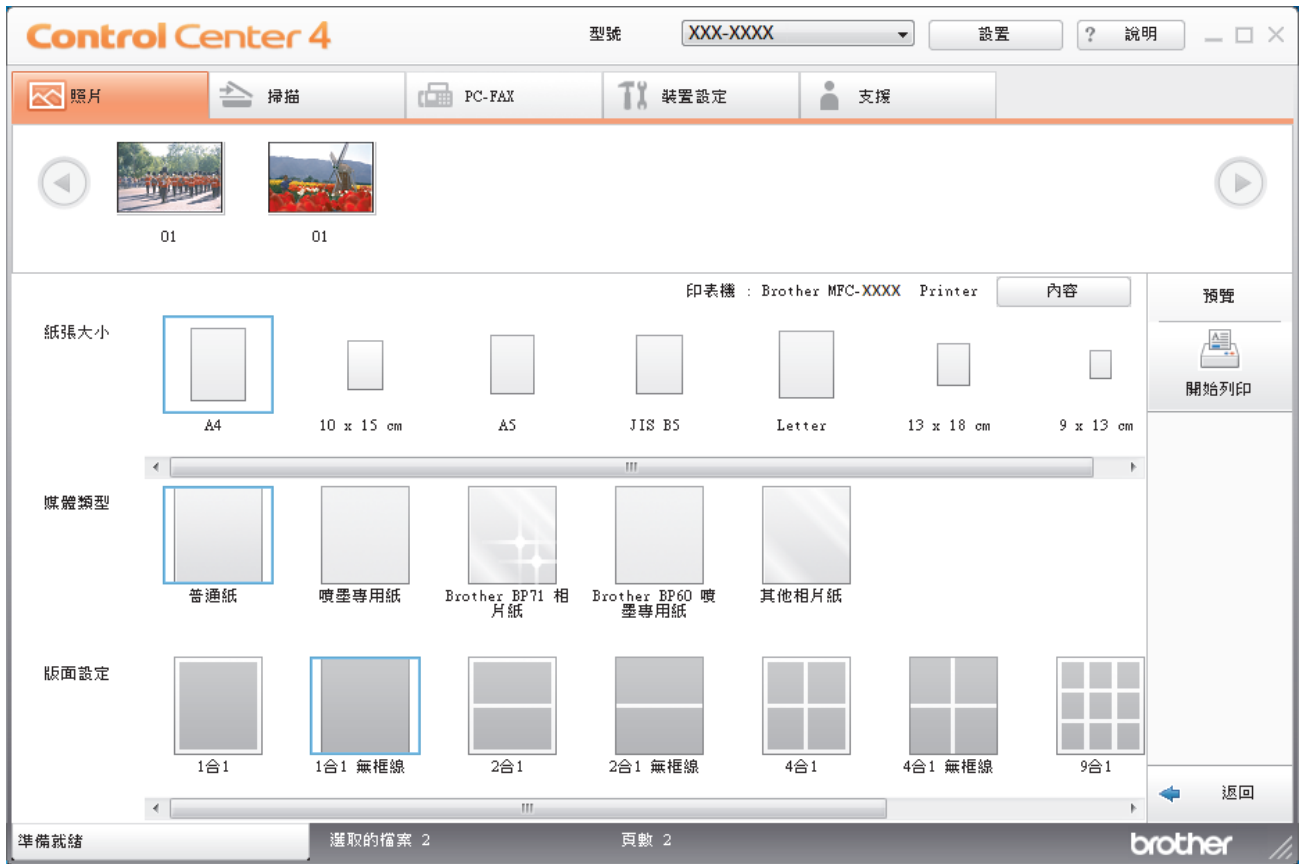 Control Center 4
型號 XXX-XXXX 設置 ? 說明
照片 掃描 PC-FAX 裝置設定 支援
01 01
印表機 : Brother MFC-XXXX Printer 內容
預覽
開始列印
紙張大小
A4 10 x 15 cm A5 JIS B5 Letter 13 x 18 cm 9 x 13 cm
媒體類型
普通紙 噴墨專用紙 Brother BP71 相片紙 Brother BP60 噴墨專用紙 其他相片紙
版面設定
1合1 1合1 無框線 2合1 2合1 無框線 4合1 4合1 無框線 9合1
返回
準備就緒 選取的檔案 2 頁數 2 brother